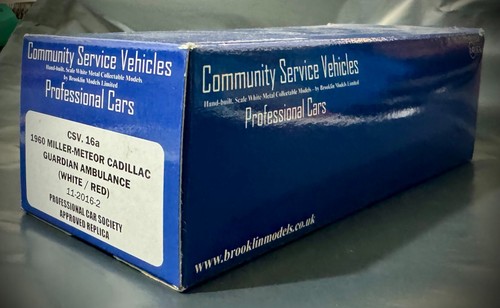 Community Service Vehicles
Hand-built, Scale White Metal Collectable Models
by Brooklin Models Limited
Professional Cars
CSV. 16a
1960 MILLER-METEOR CADILLAC
GUARDIAN AMBULANCE
(WHITE / RED)
11-2016-2
PROFESSIONAL CAR SOCIETY
APPROVED REPLICA
Community Service Vehicles
Hand-built, Scale White Metal Collectable Models by Brooklin Models Limited
Professional Cars
www.brooklinmodels.co.uk